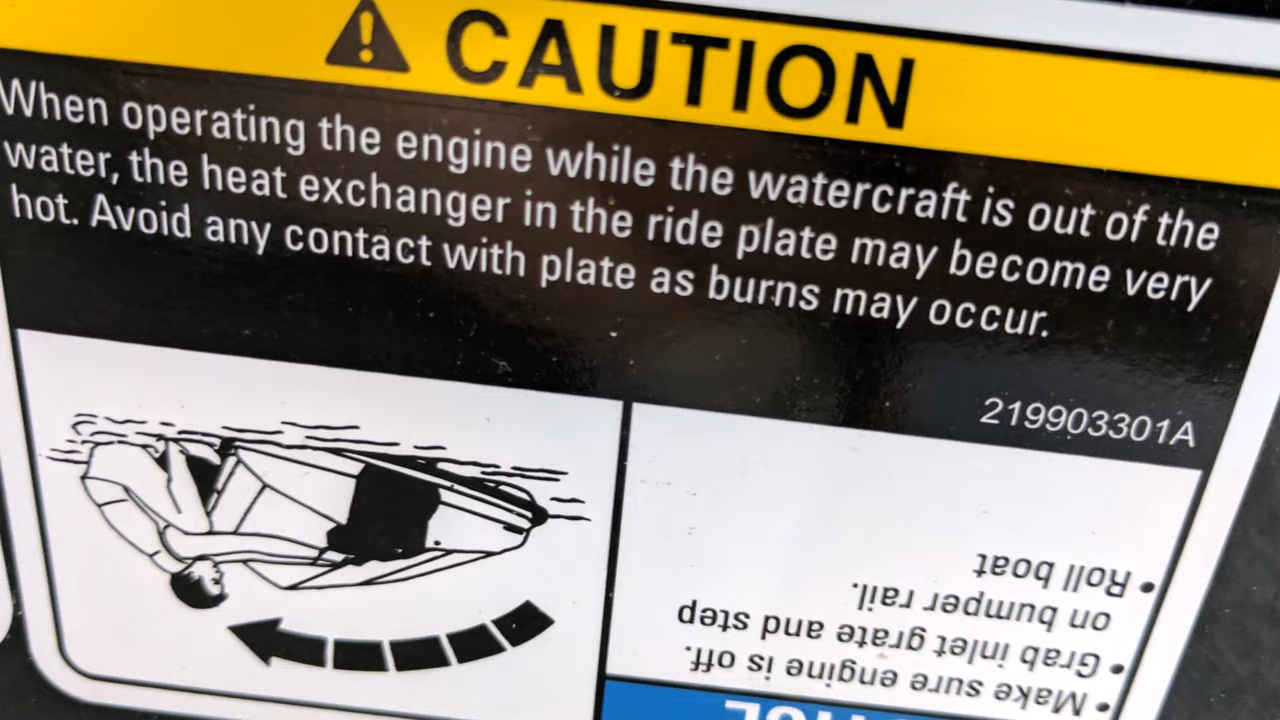 CAUTION
When operating the engine while the watercraft is out of the
water, the heat exchanger in the ride plate may become very
hot. Avoid any contact with plate as burns may occur.
219903301A
• Make sure engine is off.
• Grab inlet grate and step
on bumper rail.
• Roll boat